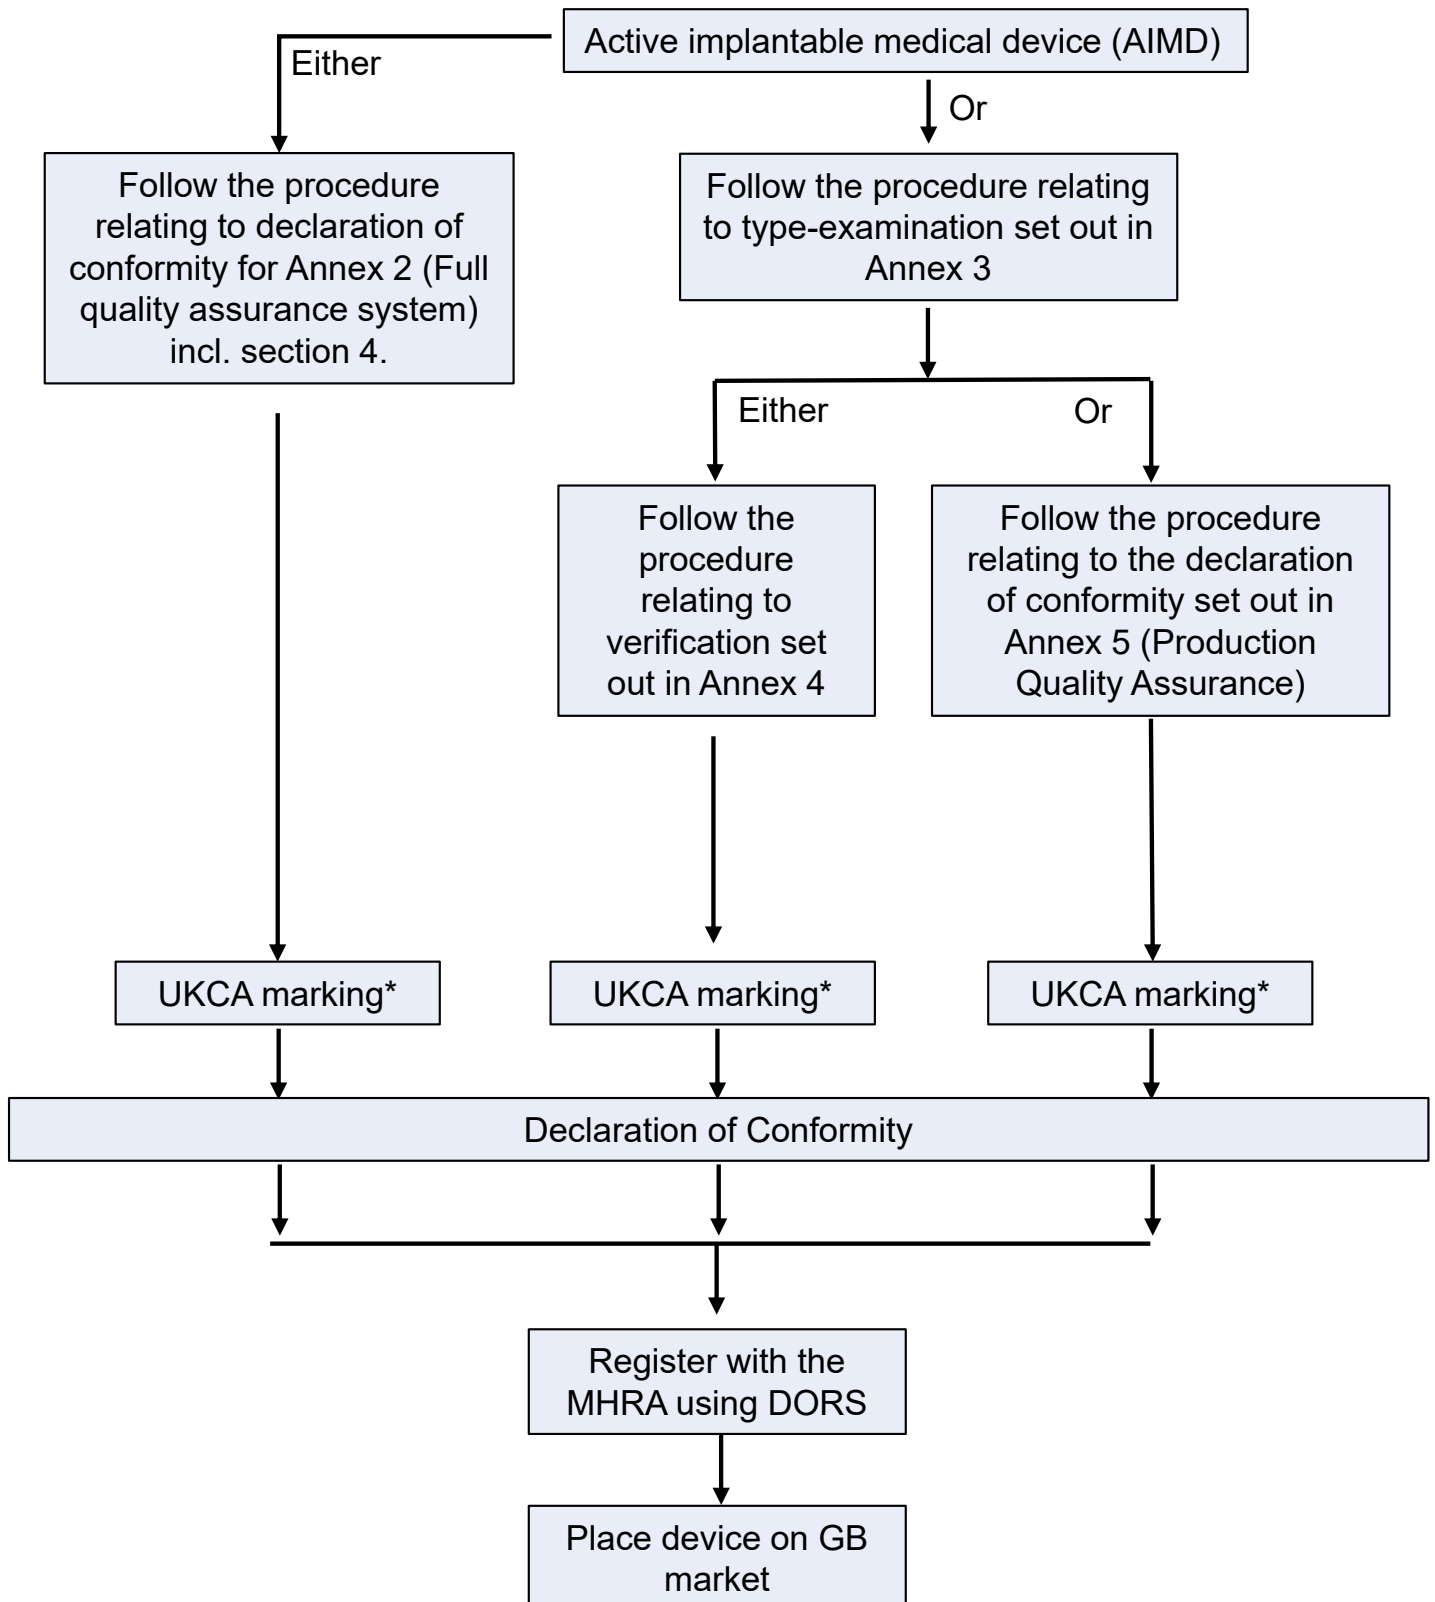 Active implantable medical device (AIMD)
Either
Or
Follow the procedure
relating to declaration of
conformity for Annex 2 (Full
quality assurance system)
incl. section 4.
Follow the procedure relating
to type-examination set out in
Annex 3
Either
Or
Follow the
procedure
relating to
verification set
out in Annex 4
Follow the procedure
relating to the declaration
of conformity set out in
Annex 5 (Production
Quality Assurance)
UKCA marking*
UKCA marking*
UKCA marking*
Declaration of Conformity
Register with the
MHRA using DORS
Place device on GB
market